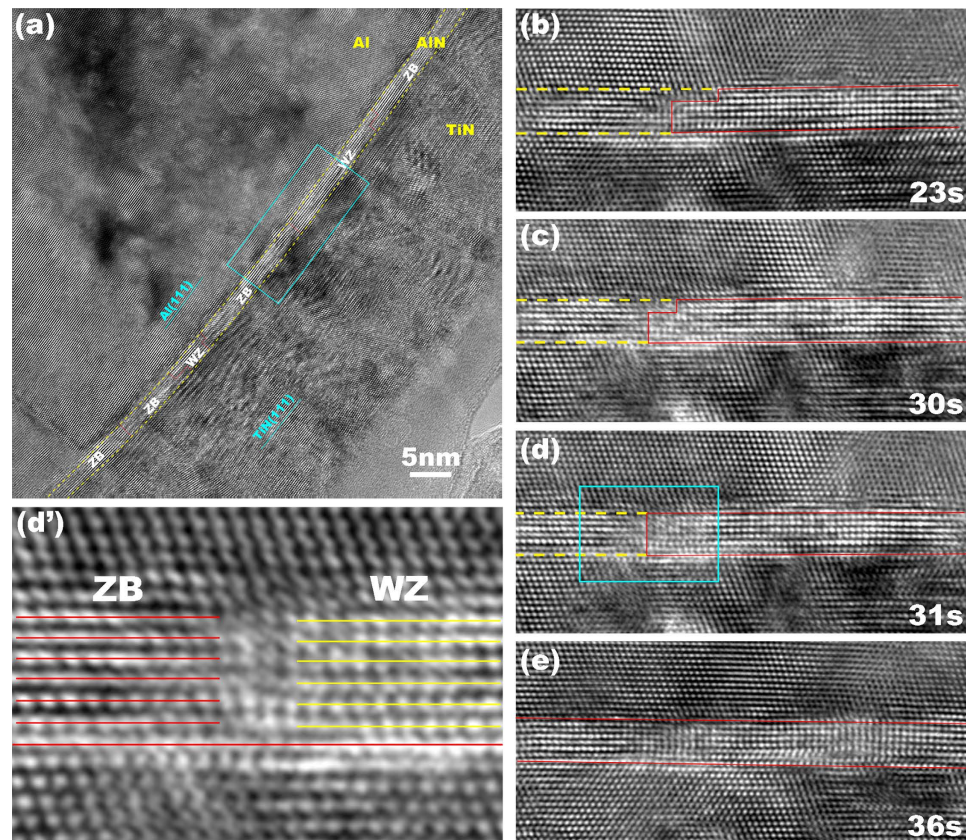 (a)
Al
AlN
ZB
TiN
WZ
Al(111)
ZB
WZ
TiN(111)
ZB
ZB
5nm
(b)
23s
(c)
30s
(d)
31s
(d')
ZB
WZ
(e)
36s